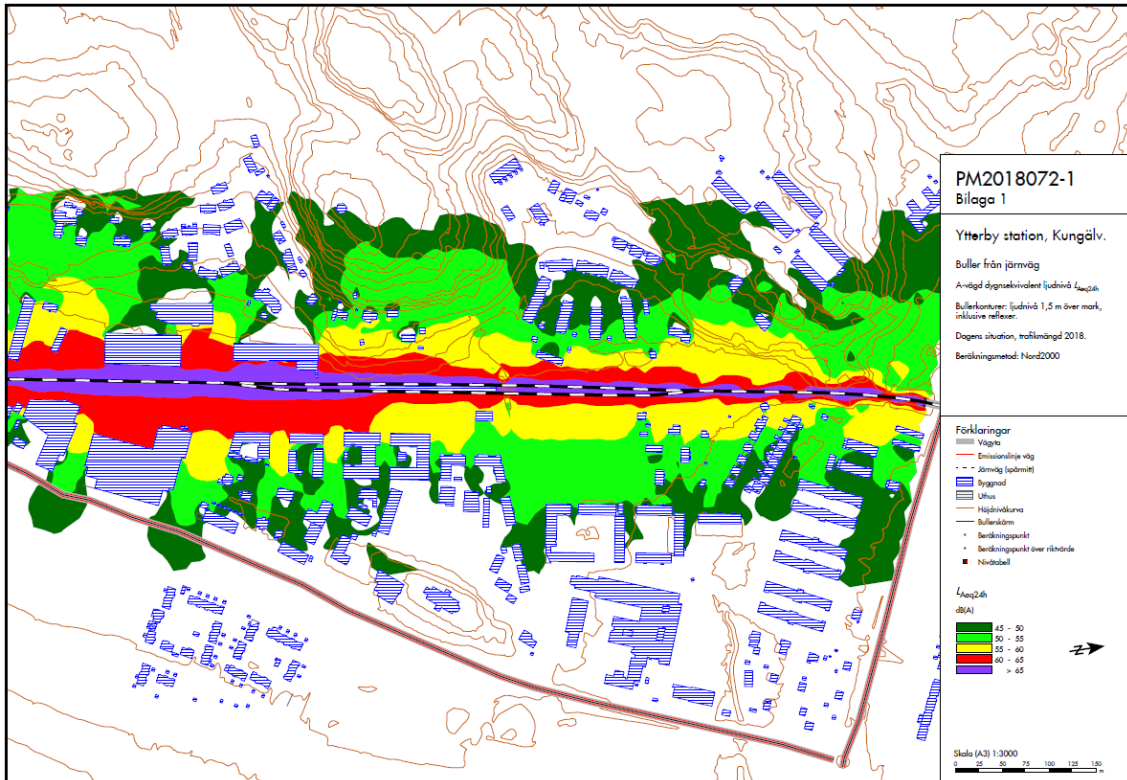 PM2018072-1
Bilaga 1
Ytterby station, Kungälv.
Buller från järnväg
A-vägd dygnsekvivalent ljudnivå LAeq24h
Bullerkonturer: ljudnivå 1,5 m över mark,
inklusive reflexer.
Dagens situation, trafikmängd 2018.
Beräkningsmetod: Nord2000
Förklaringar
Vägyta
Emissionslinje väg
Järnväg (spårmitt)
Byggnad
Uthus
Höjdnivåkurva
Bullerskärm
Beräkningspunkt
Beräkningspunkt över riktvärde
Nivåtabell
LAeq24h
dB(A)
45 - 50
50 - 55
55 - 60
60 - 65
> 65
Skala (A3) 1:3000
0 25 50 75 100 150
m